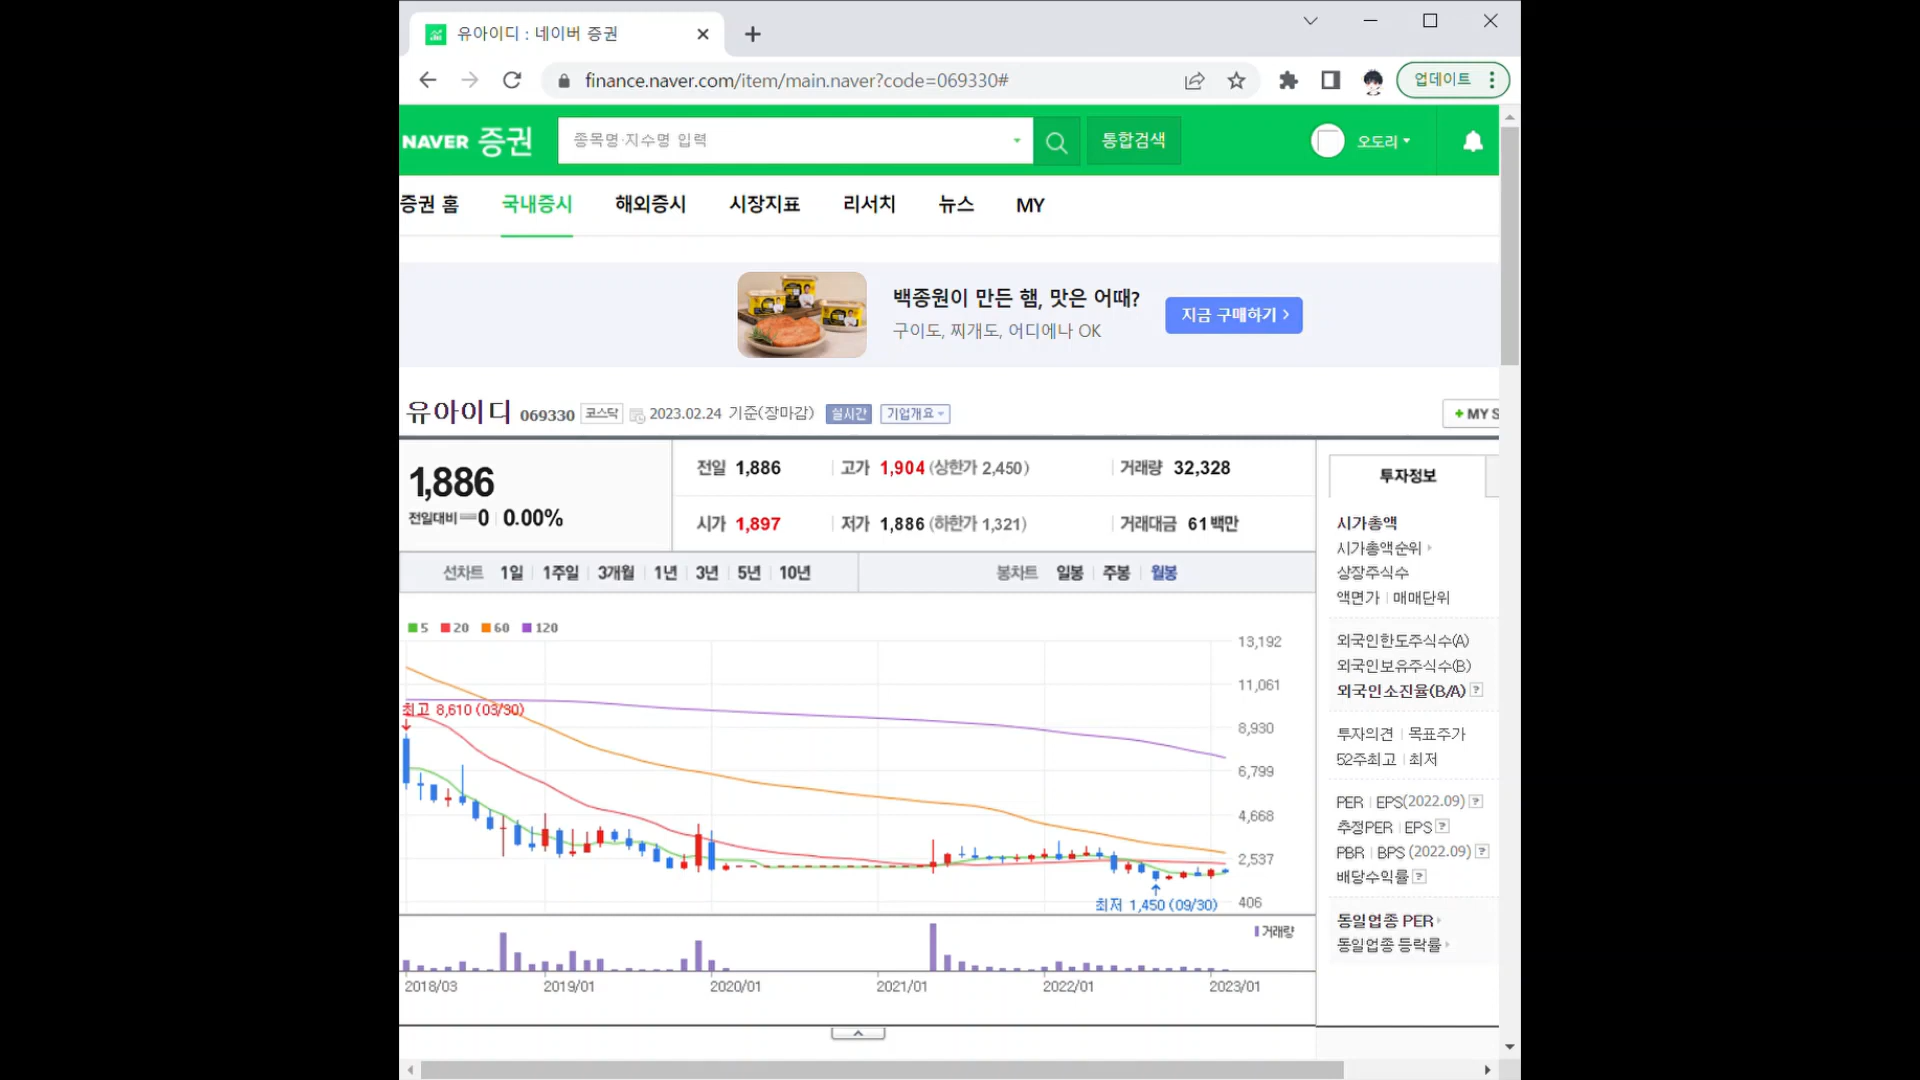 유아이디 : 네이버 증권
finance.naver.com/item/main.naver?code=069330#
업데이트
NAVER 증권
종목명·지수명 입력
통합검색
오도리
증권 홈 국내증시 해외증시 시장지표 리서치 뉴스 MY
백종원이 만든 햄, 맛은 어때?
구이도, 찌개도, 어디에나 OK
지금 구매하기 >
유아이디 069330 코스닥 2023.02.24 기준(장마감) 실시간 기업개요
+ MY S
1,886
전일대비 0 0.00%
전일 1,886 고가 1,904 (상한가 2,450) 거래량 32,328
시가 1,897 저가 1,886 (하한가 1,321) 거래대금 61 백만
선차트 1일 1주일 3개월 1년 3년 5년 10년 봉차트 일봉 주봉 월봉
5 20 60 120
13,192
11,061
8,930
6,799
4,668
2,537
406
최고 8,610 (03/30)
최저 1,450 (09/30)
거래량
2018/03 2019/01 2020/01 2021/01 2022/01 2023/01
투자정보
시가총액
시가총액순위
상장주식수
액면가 | 매매단위
외국인한도주식수(A)
외국인보유주식수(B)
외국인소진율(B/A) ?
투자의견 | 목표주가
52주최고 | 최저
PER | EPS(2022.09) ?
추정PER | EPS ?
PBR | BPS (2022.09) ?
배당수익률 ?
동일업종 PER
동일업종 등락률